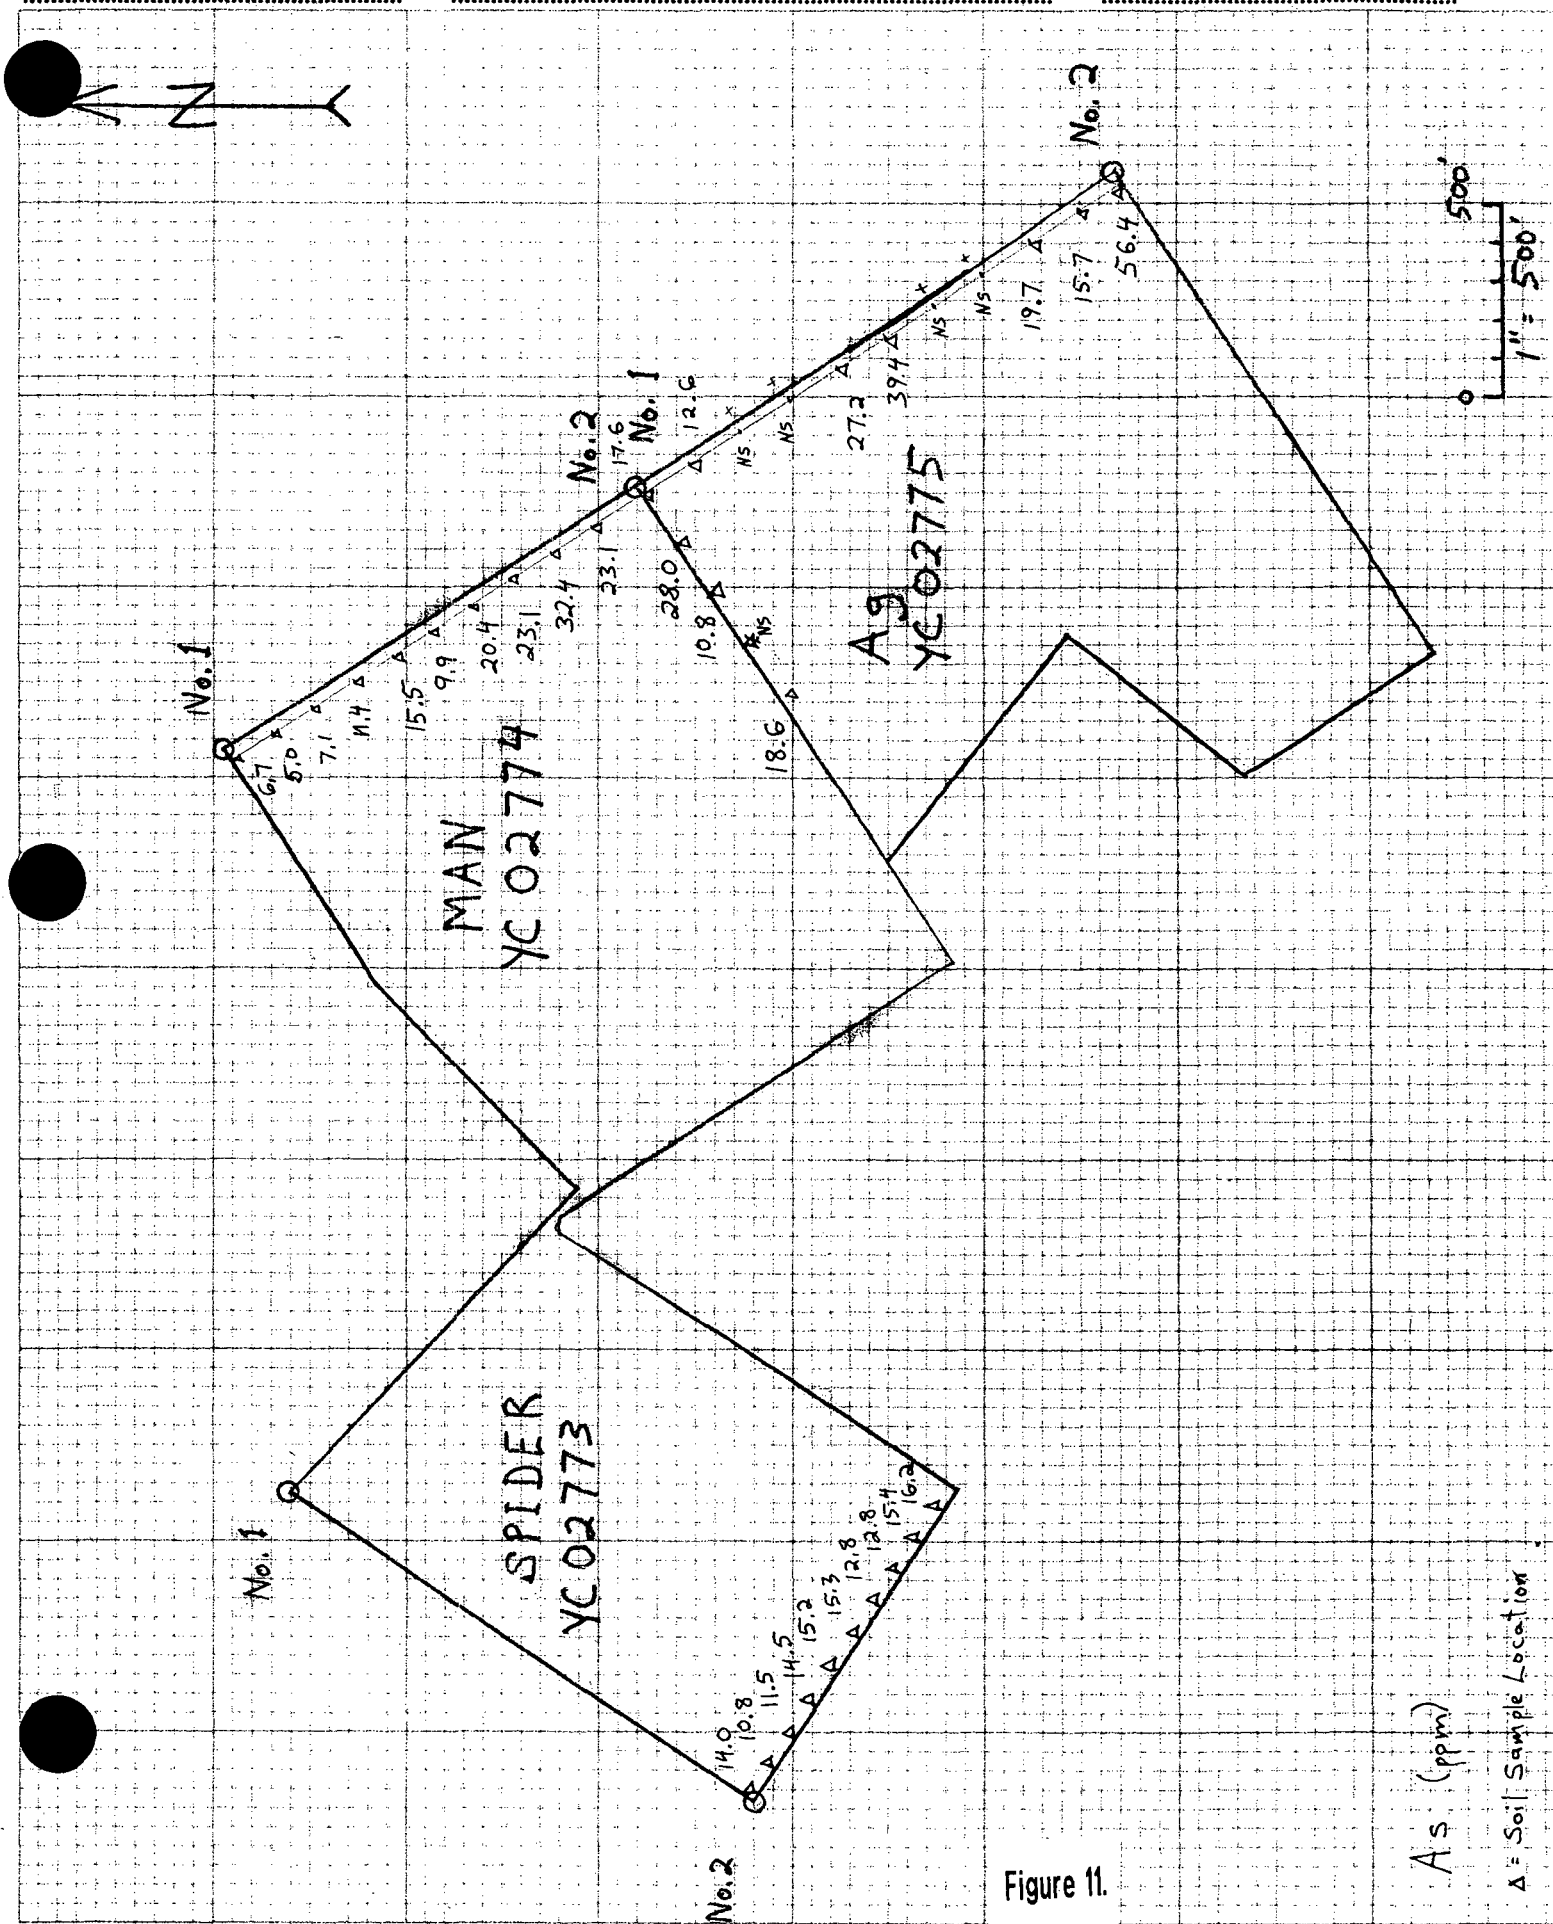 N
No. 1
6.7
5.0
7.1
11.4
15.5
9.9
20.4
23.1
32.4
23.1
No. 2
17.6
No. 1
12.6
NS
NS
27.2
39.4
NS
NS
19.7
15.7
56.4
No. 2
28.0
10.8
NS
18.6
MAN
YC 02774
Ag
YC 02775
No. 1
SPIDER
YC 02773
No. 2
14.0
10.8
11.5
14.5
15.2
15.3
12.8
12.8
15.4
16.2
0 500'
1" = 500'
As (ppm)
Δ = Soil Sample Location
Figure 11.